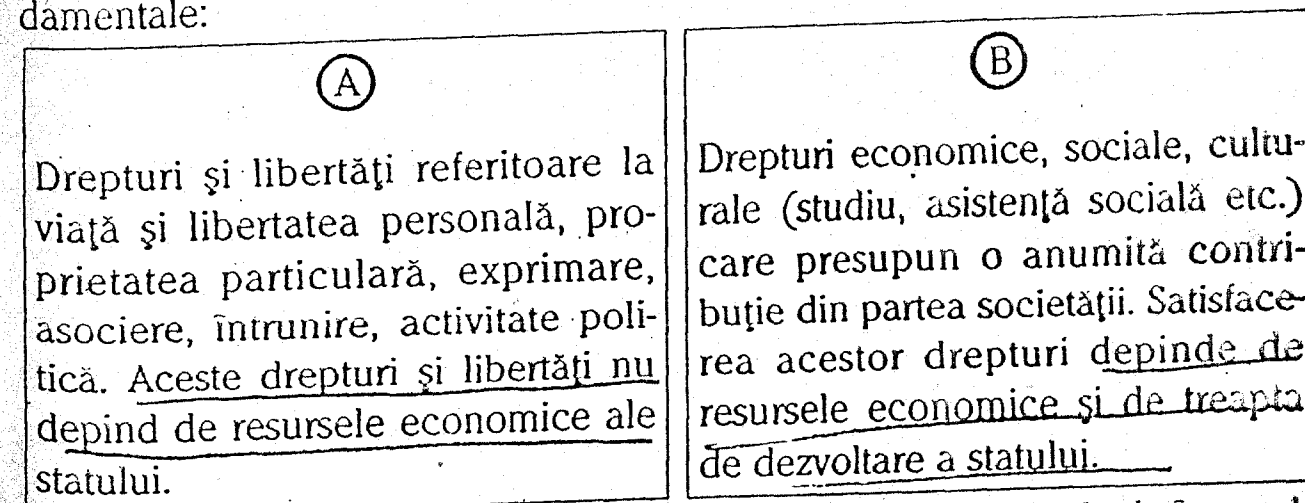 damentale:
A
Drepturi şi libertăţi referitoare la
viaţă şi libertatea personală, pro-
prietatea particulară, exprimare,
asociere, întrunire, activitate poli-
tică. Aceste drepturi şi libertăţi nu
depind de resursele economice ale
statului.
B
Drepturi economice, sociale, cultu-
rale (studiu, asistenţă socială etc.)
care presupun o anumită contri-
buţie din partea societăţii. Satisface-
rea acestor drepturi depinde de
resursele economice şi de treapta
de dezvoltare a statului.